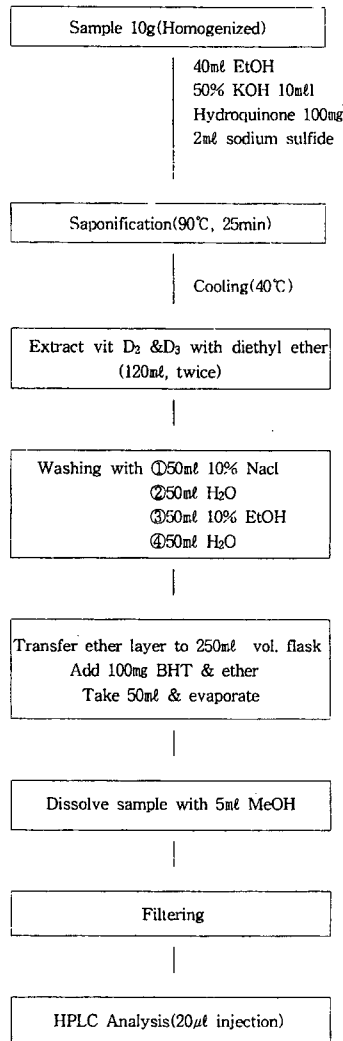 Sample 10g(Homogenized)
40mℓ EtOH
50% KOH 10mℓl
Hydroquinone 100mg
2mℓ sodium sulfide
Saponification(90℃, 25min)
Cooling(40℃)
Extract vit D₂ &D₃ with diethyl ether
(120mℓ, twice)
Washing with ①50mℓ 10% Nacl
②50mℓ H₂O
③50mℓ 10% EtOH
④50mℓ H₂O
Transfer ether layer to 250mℓ vol. flask
Add 100mg BHT & ether
Take 50mℓ & evaporate
Dissolve sample with 5mℓ MeOH
Filtering
HPLC Analysis(20μℓ injection)